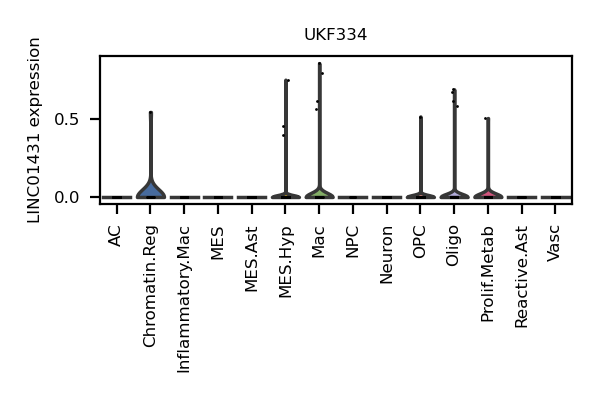 UKF334
LINC01431 expression
0.5
0.0
AC
Chromatin.Reg
Inflammatory.Mac
MES
MES.Ast
MES.Hyp
Mac
NPC
Neuron
OPC
Oligo
Prolif.Metab
Reactive.Ast
Vasc